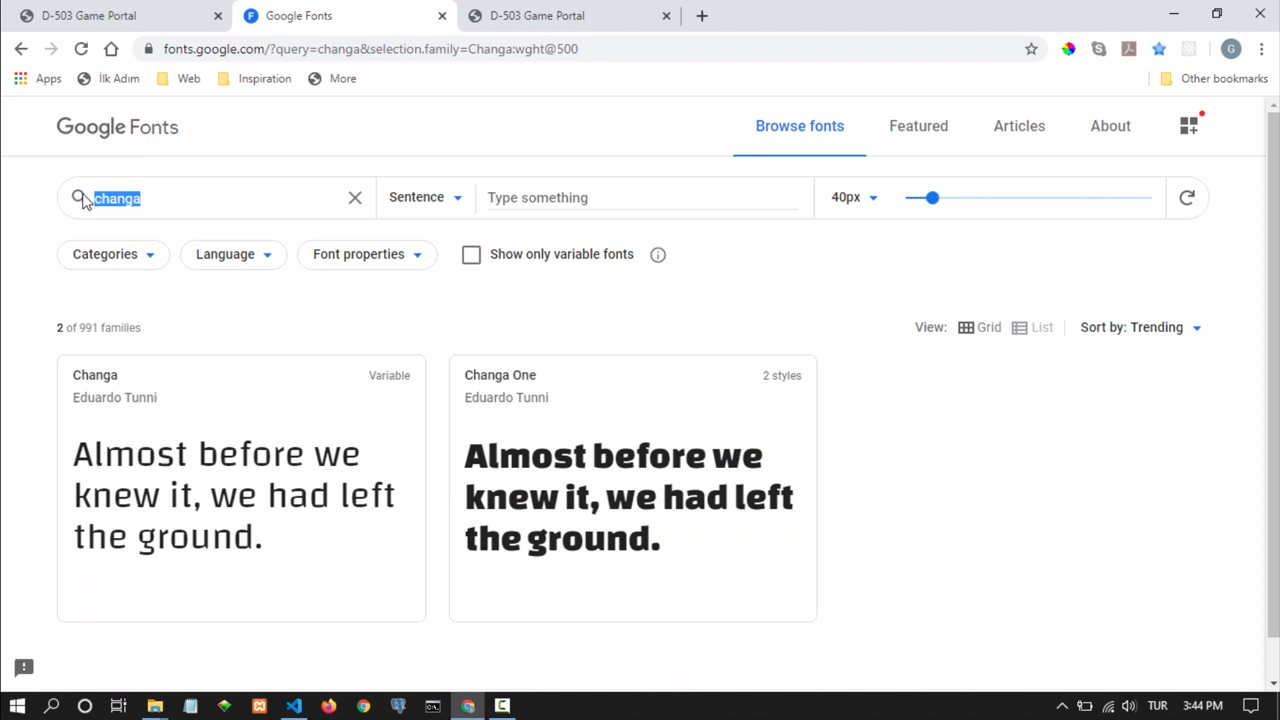 D-503 Game Portal
Google Fonts
D-503 Game Portal
fonts.google.com/?query=changa&selection.family=Changa:wght@500
G
Apps
İlk Adım
Web
Inspiration
More
Other bookmarks
Google Fonts
Browse fonts
Featured
Articles
About
changa
Sentence
Type something
40px
Categories
Language
Font properties
Show only variable fonts
2 of 991 families
View:
Grid
List
Sort by: Trending
Changa
Variable
Eduardo Tunni
Almost before we
knew it, we had left
the ground.
Changa One
2 styles
Eduardo Tunni
Almost before we
knew it, we had left
the ground.
TUR
3:44 PM